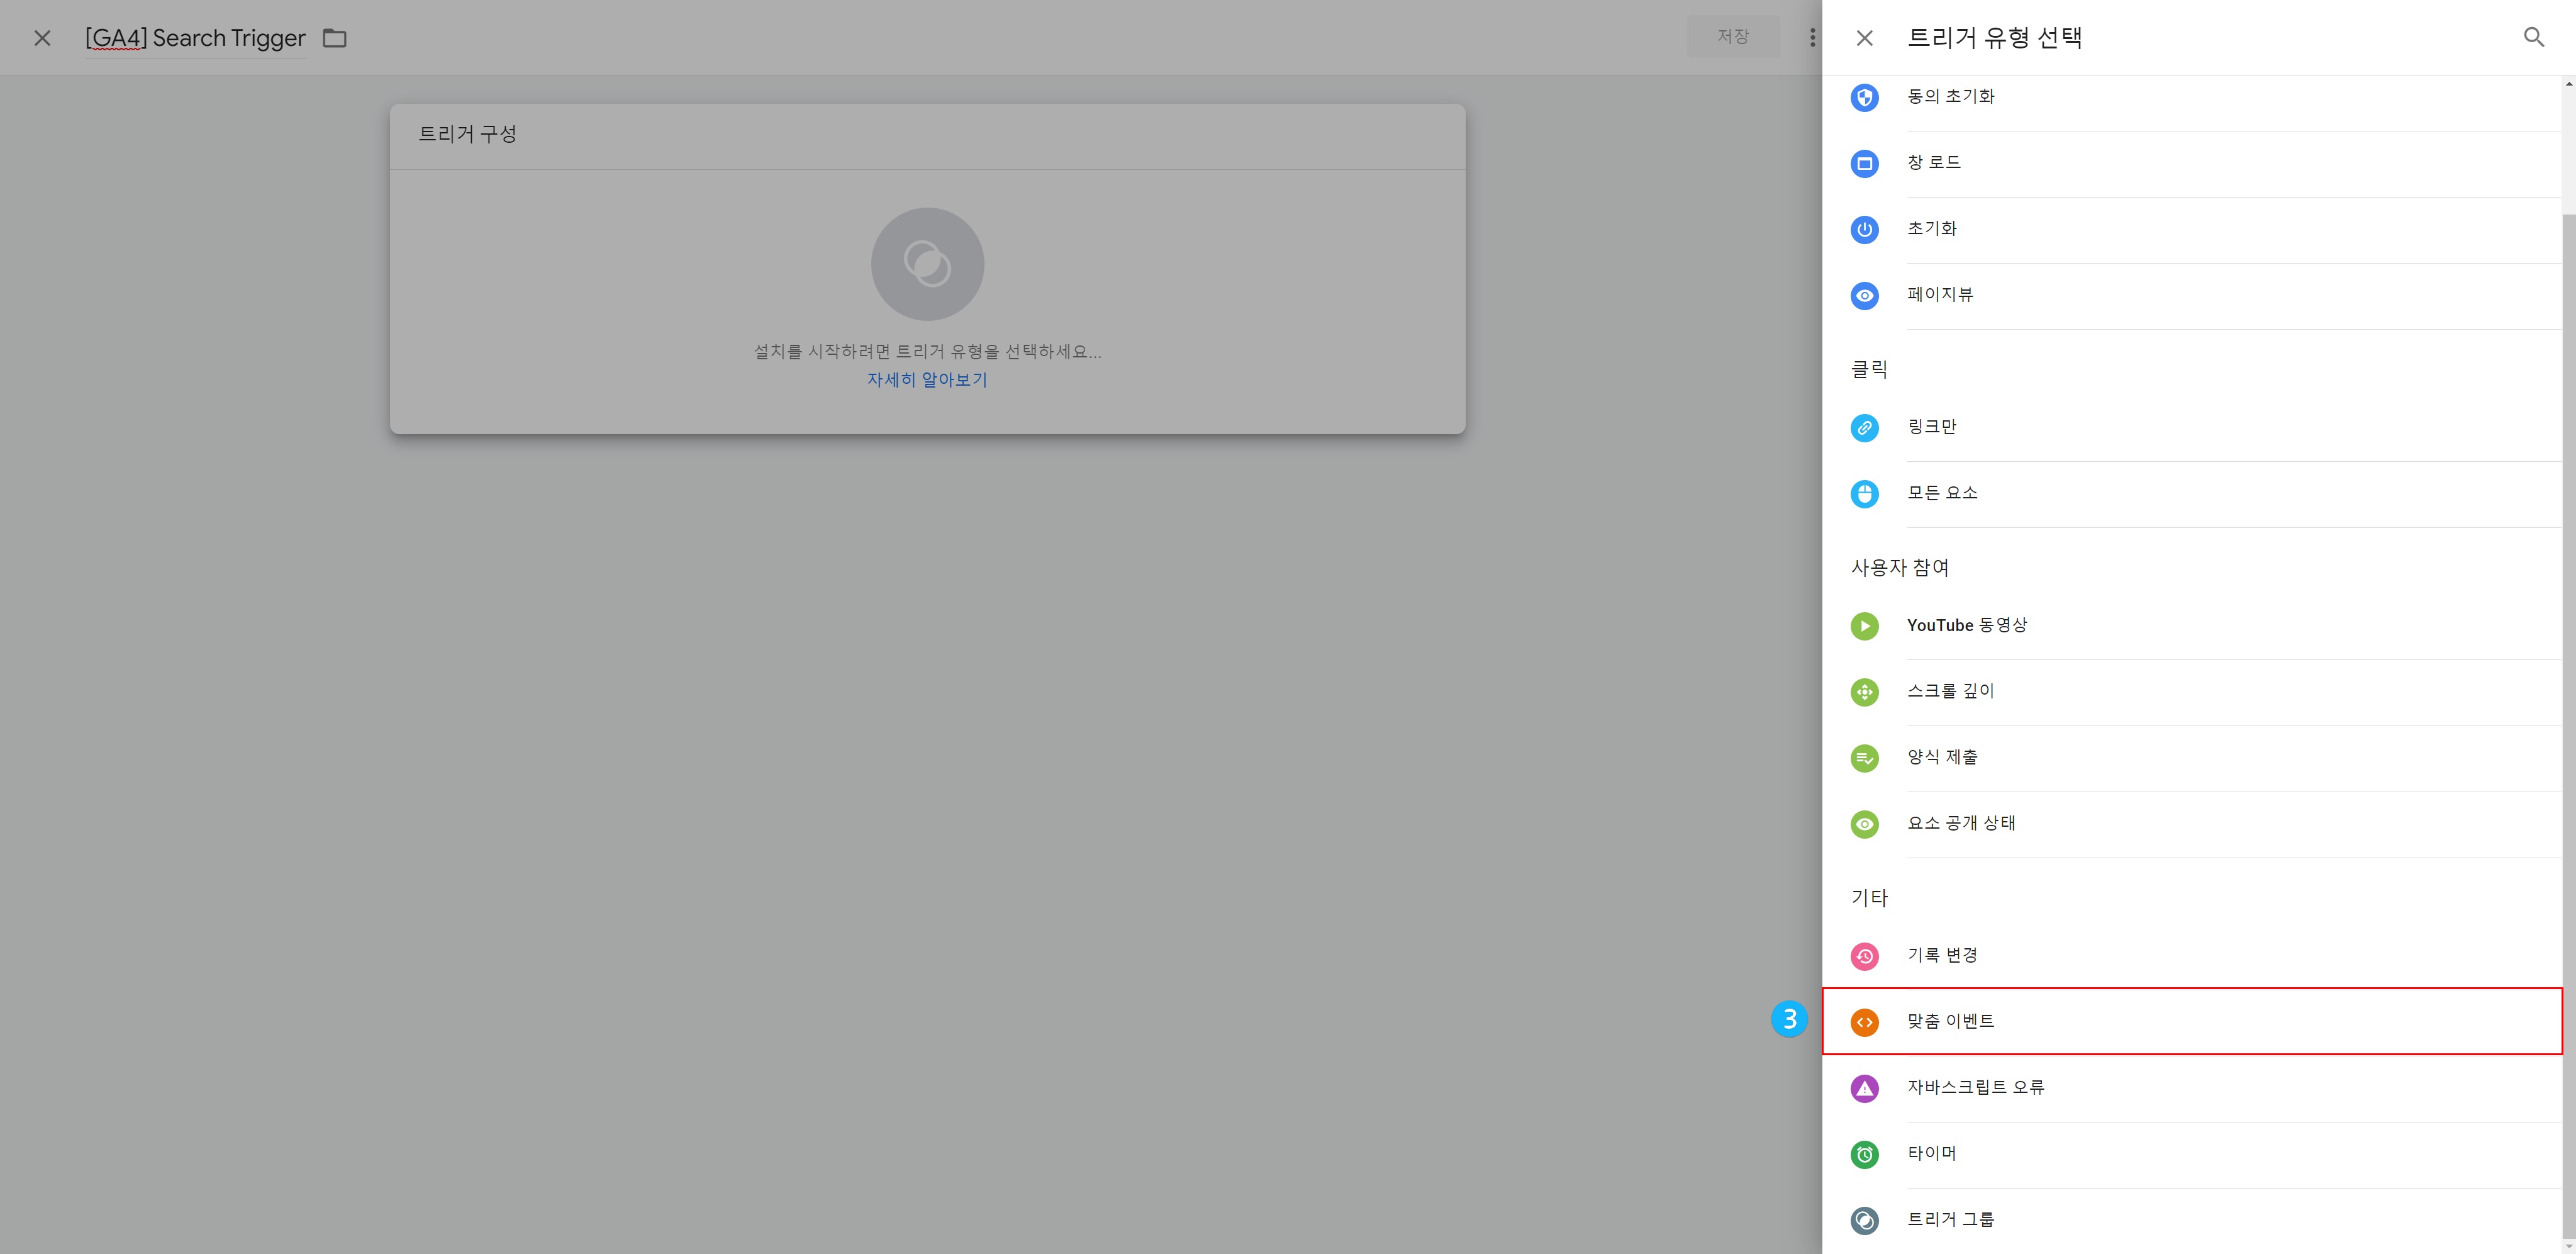 [GA4] Search Trigger
저장
트리거 구성
설치를 시작하려면 트리거 유형을 선택하세요...
자세히 알아보기
트리거 유형 선택
동의 초기화
창 로드
초기화
페이지뷰
클릭
링크만
모든 요소
사용자 참여
YouTube 동영상
스크롤 깊이
양식 제출
요소 공개 상태
기타
기록 변경
3
맞춤 이벤트
자바스크립트 오류
타이머
트리거 그룹